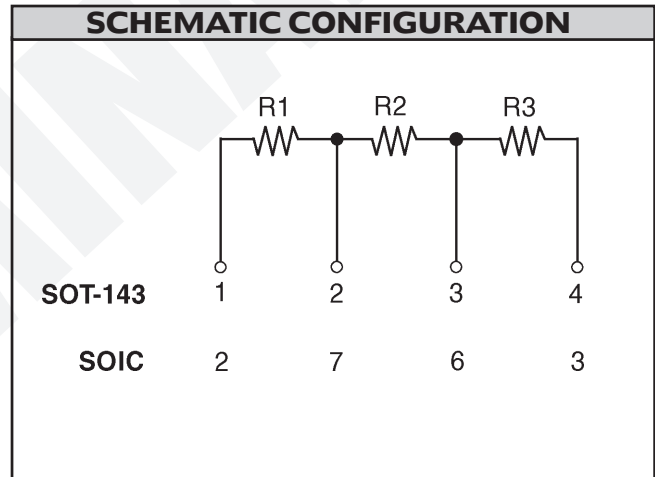 SCHEMATIC CONFIGURATION
R1 R2 R3
SOT-143 1 2 3 4
SOIC 2 7 6 3